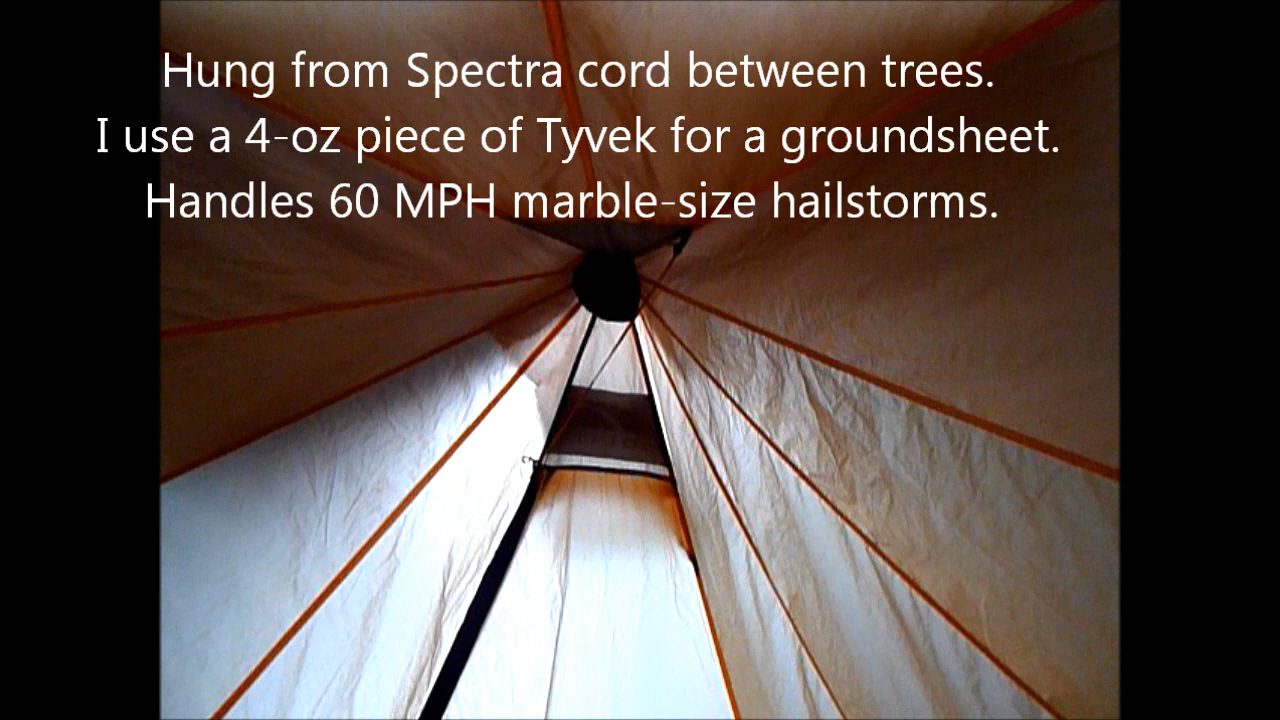 Hung from Spectra cord between trees.
I use a 4-oz piece of Tyvek for a groundsheet.
Handles 60 MPH marble-size hailstorms.